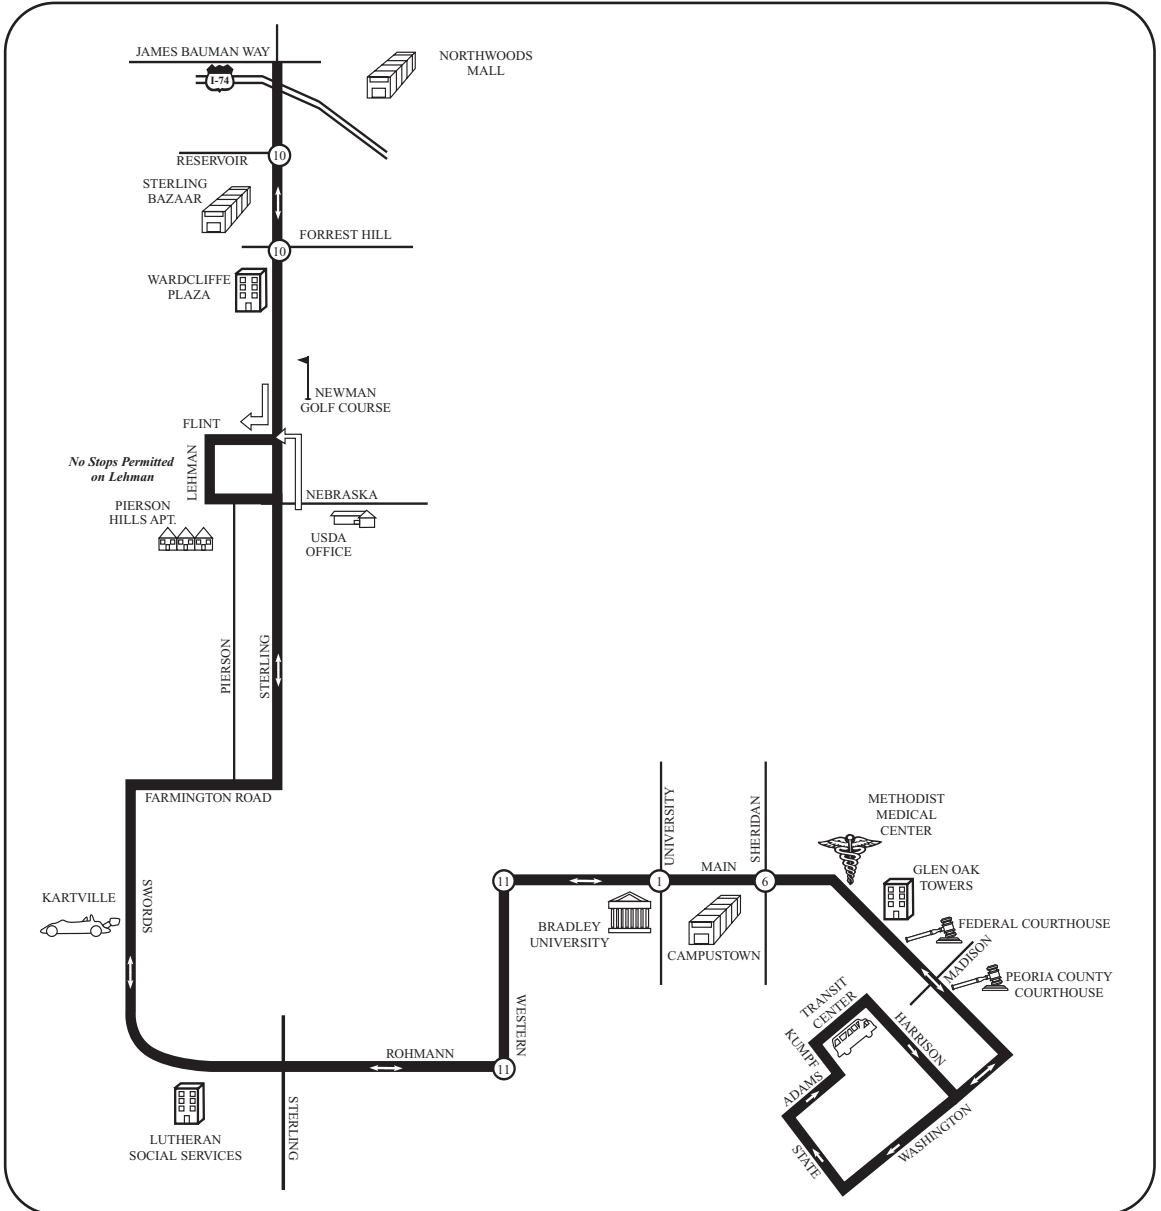 JAMES BAUMAN WAY
NORTHWOODS
MALL
I-74
10
RESERVOIR
STERLING
BAZAAR
FORREST HILL
10
WARDCLIFFE
PLAZA
NEWMAN
GOLF COURSE
FLINT
LEHMAN
No Stops Permitted
on Lehman
NEBRASKA
PIERSON
HILLS APT.
USDA
OFFICE
PIERSON
STERLING
FARMINGTON ROAD
UNIVERSITY
SHERIDAN
METHODIST
MEDICAL
CENTER
MAIN
GLEN OAK
TOWERS
11
1
6
KARTVILLE
SWORDS
BRADLEY
UNIVERSITY
CAMPUSTOWN
FEDERAL COURTHOUSE
MADISON
PEORIA COUNTY
COURTHOUSE
TRANSIT
CENTER
HARRISON
KUMPF
WESTERN
ROHMANN
11
ADAMS
STERLING
WASHINGTON
STATE
LUTHERAN
SOCIAL SERVICES